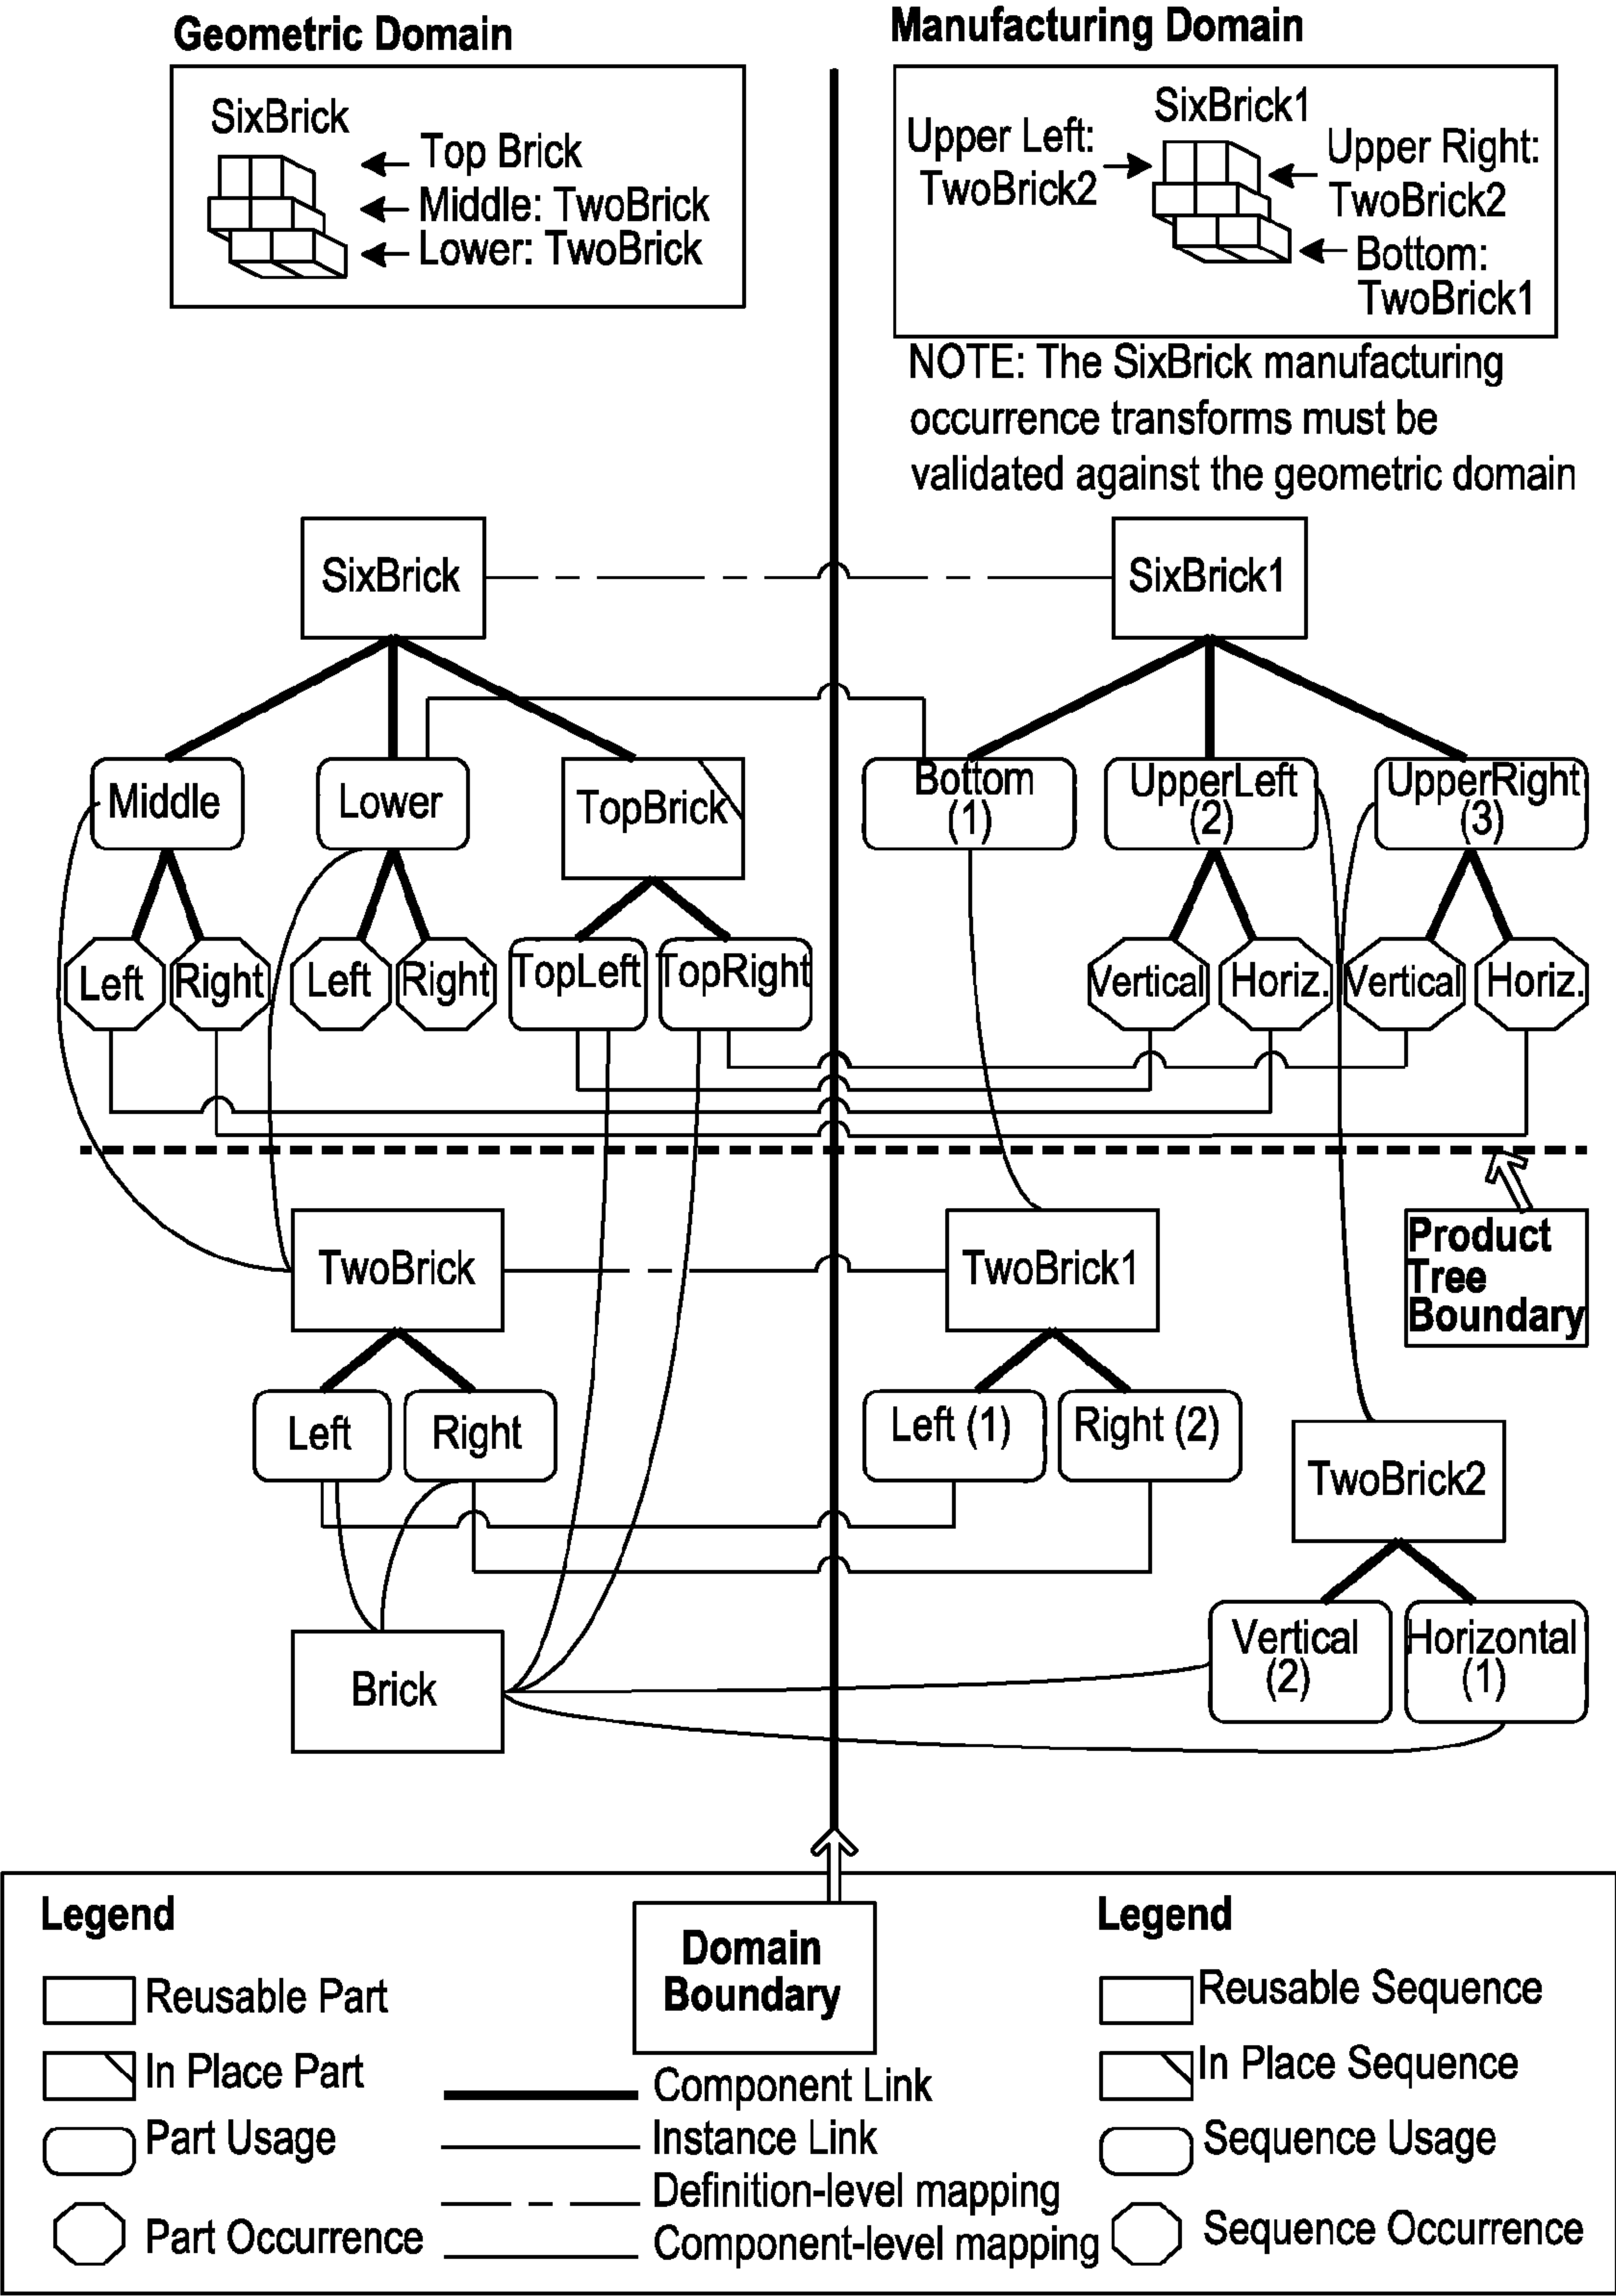 Geometric Domain
SixBrick
Top Brick
Middle: TwoBrick
Lower: TwoBrick
Manufacturing Domain
SixBrick1
Upper Left:
TwoBrick2
Upper Right:
TwoBrick2
Bottom:
TwoBrick1
NOTE: The SixBrick manufacturing
occurrence transforms must be
validated against the geometric domain
SixBrick
SixBrick1
Middle
Lower
TopBrick
Bottom
(1)
UpperLeft
(2)
UpperRight
(3)
Left
Right
Left
Right
TopLeft
TopRight
Vertical
Horiz.
Vertical
Horiz.
TwoBrick
TwoBrick1
Product
Tree
Boundary
Left
Right
Left (1)
Right (2)
TwoBrick2
Brick
Vertical
(2)
Horizontal
(1)
Legend
Reusable Part
In Place Part
Part Usage
Part Occurrence
Domain
Boundary
Component Link
Instance Link
Definition-level mapping
Component-level mapping
Legend
Reusable Sequence
In Place Sequence
Sequence Usage
Sequence Occurrence